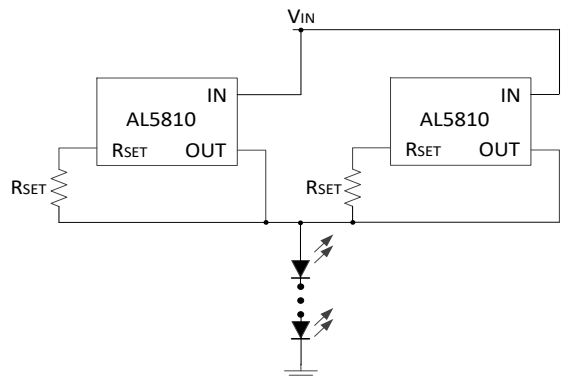 VIN
IN
AL5810
RSET OUT
RSET
IN
AL5810
RSET OUT
RSET